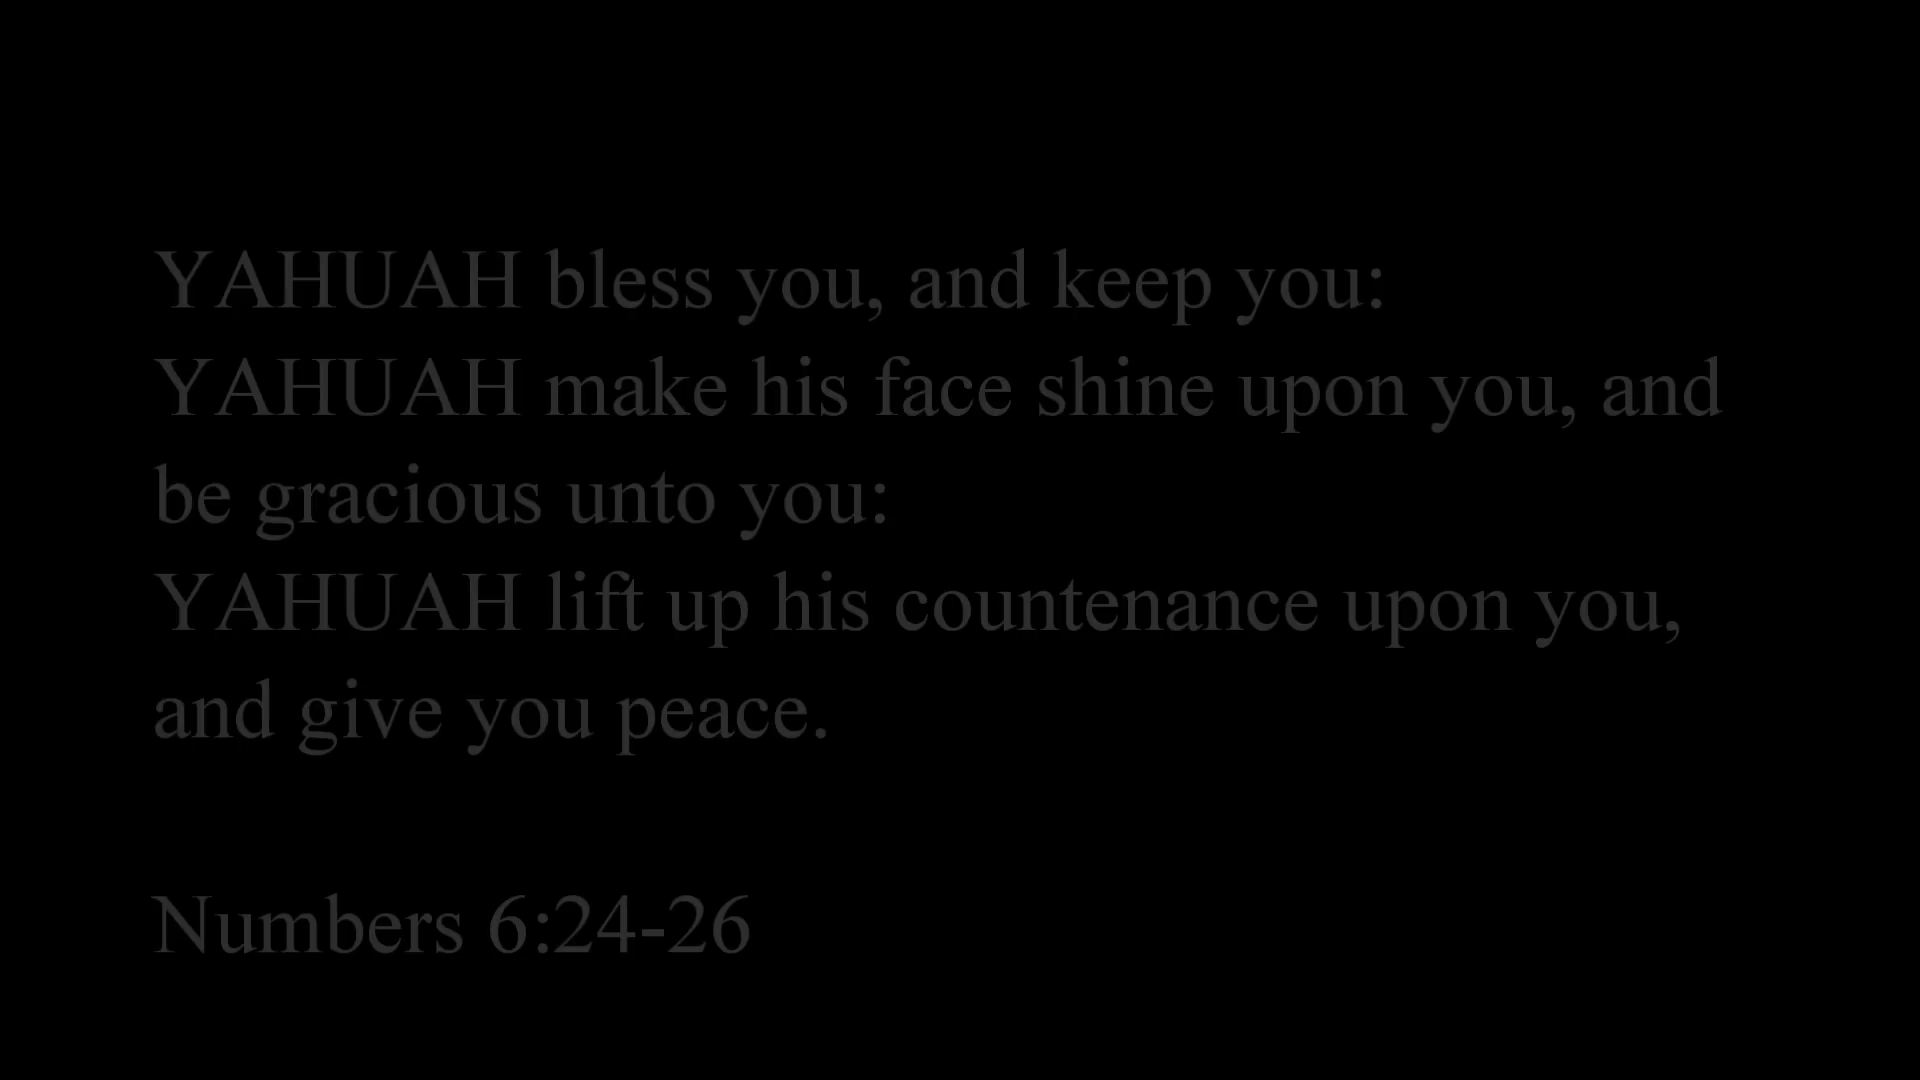 YAHUAH bless you, and keep you:
YAHUAH make his face shine upon you, and
be gracious unto you:
YAHUAH lift up his countenance upon you,
and give you peace.
Numbers 6:24-26